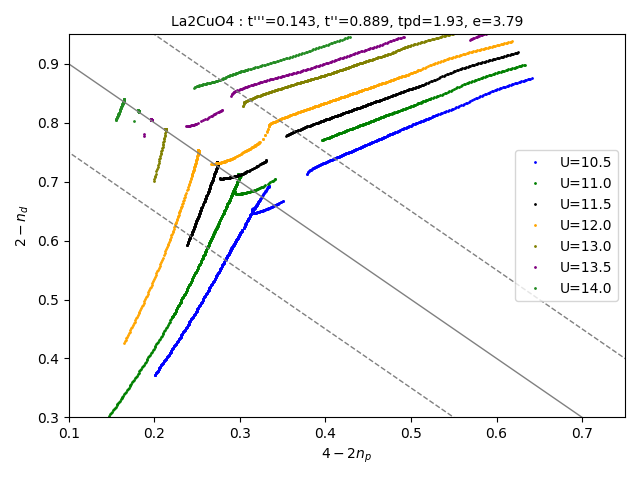 La2CuO4 : t'''=0.143, t''=0.889, tpd=1.93, e=3.79
0.9
0.8
0.7
0.6
0.5
0.4
0.3
2 − n_d
U=10.5
U=11.0
U=11.5
U=12.0
U=13.0
U=13.5
U=14.0
0.1 0.2 0.3 0.4 0.5 0.6 0.7
4 − 2n_p